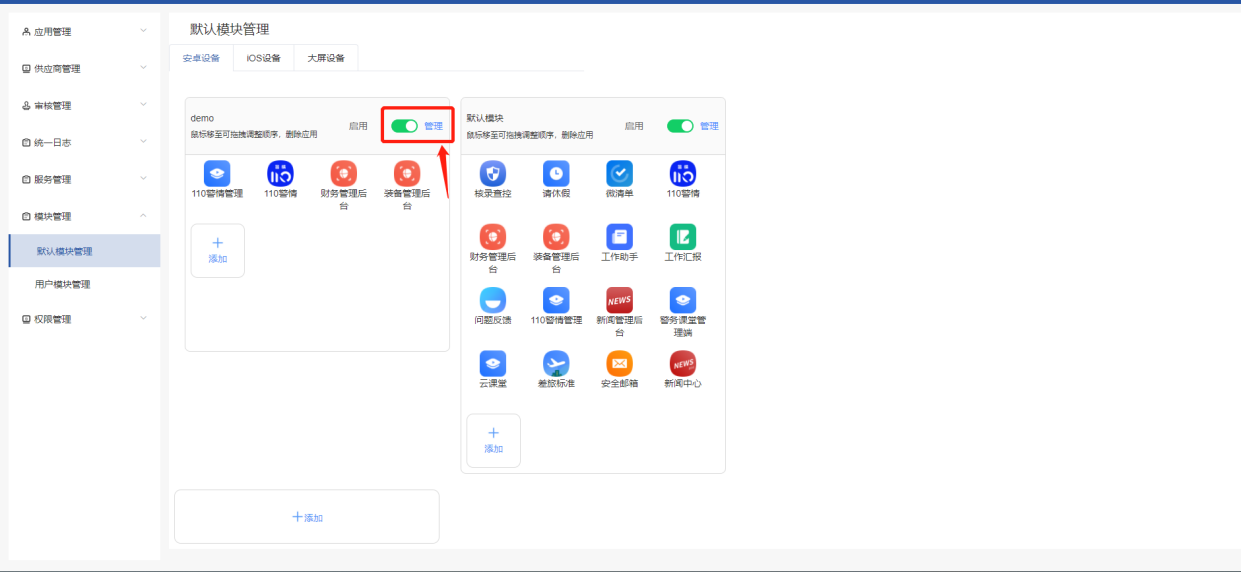 应用管理
供应商管理
审核管理
统一日志
服务管理
模块管理
默认模块管理
用户模块管理
权限管理
默认模块管理
安卓设备 iOS设备 大屏设备
demo
鼠标移至可拖拽调整顺序，删除应用
启用 管理
110警情管理 110警情 财务管理后台 装备管理后台
添加
默认模块
鼠标移至可拖拽调整顺序，删除应用
启用 管理
核录查控 请休假 微清单 110警情
财务管理后台 装备管理后台 工作助手 工作汇报
NEWS
问题反馈 110警情管理 新闻管理后台 警务课堂管理端
NEWS
云课堂 差旅标准 安全邮箱 新闻中心
添加
添加